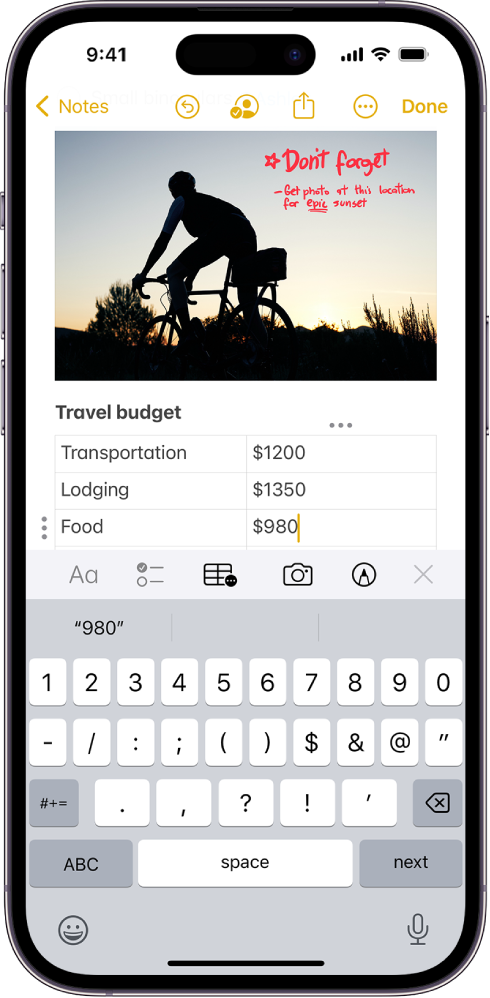 9:41
Notes
Done
Don't forget
- Get photo at this location
for epic sunset
Travel budget
Transportation $1200
Lodging $1350
Food $980
Aa
“980”
1 2 3 4 5 6 7 8 9 0
- / : ; ( ) $ & @ ”
#+= . , ? ! ’
ABC space next